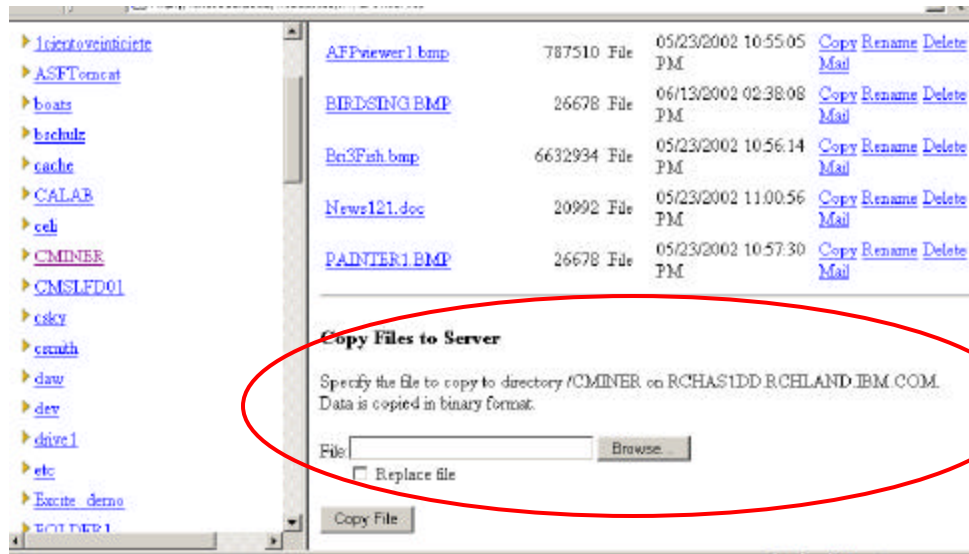 1cientoveinticiete
ASFTomcat
boats
bschulz
cache
CALAB
celi
CMINER
CMSLFD01
csky
csmith
daw
dev
drive1
etc
Excite_demo
FOLDER1
AFPviewer1.bmp 787510 File 05/23/2002 10:55:05 PM Copy Rename Delete Mail
BIRDSING.BMP 26678 File 06/13/2002 02:38:08 PM Copy Rename Delete Mail
Bri3Fish.bmp 6632934 File 05/23/2002 10:56:14 PM Copy Rename Delete Mail
News121.doc 20992 File 05/23/2002 11:00:56 PM Copy Rename Delete Mail
PAINTER1.BMP 26678 File 05/23/2002 10:57:30 PM Copy Rename Delete Mail
Copy Files to Server
Specify the file to copy to directory /CMINER on RCHAS1DD.RCHLAND.IBM.COM.
Data is copied in binary format.
File: Browse...
Replace file
Copy File